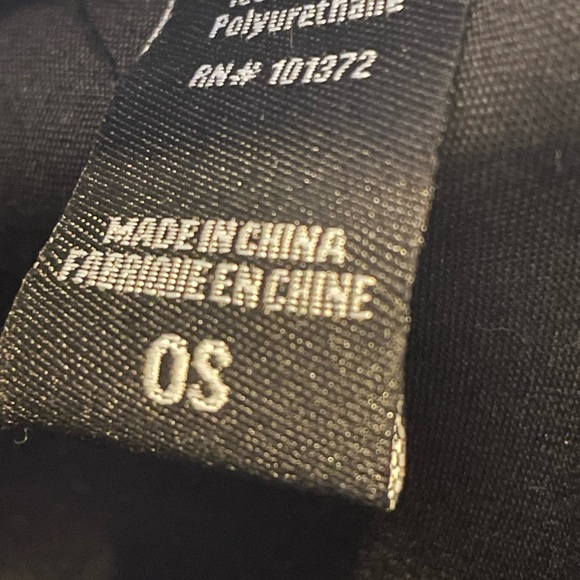 Polyurethane
RN# 101372
MADE IN CHINA
FABRIQUE EN CHINE
OS